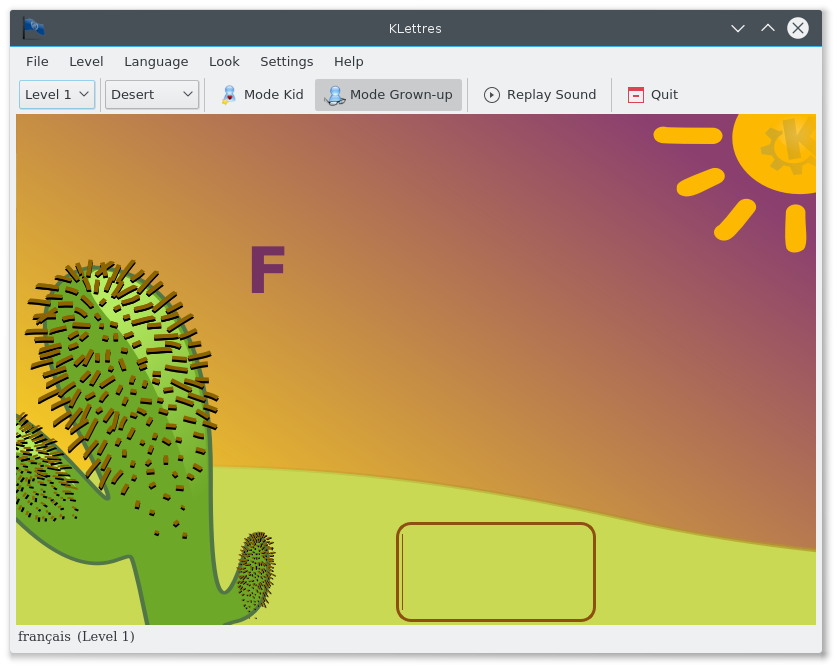 KLettres
File Level Language Look Settings Help
Level 1 Desert Mode Kid Mode Grown-up Replay Sound Quit
K
F
français (Level 1)